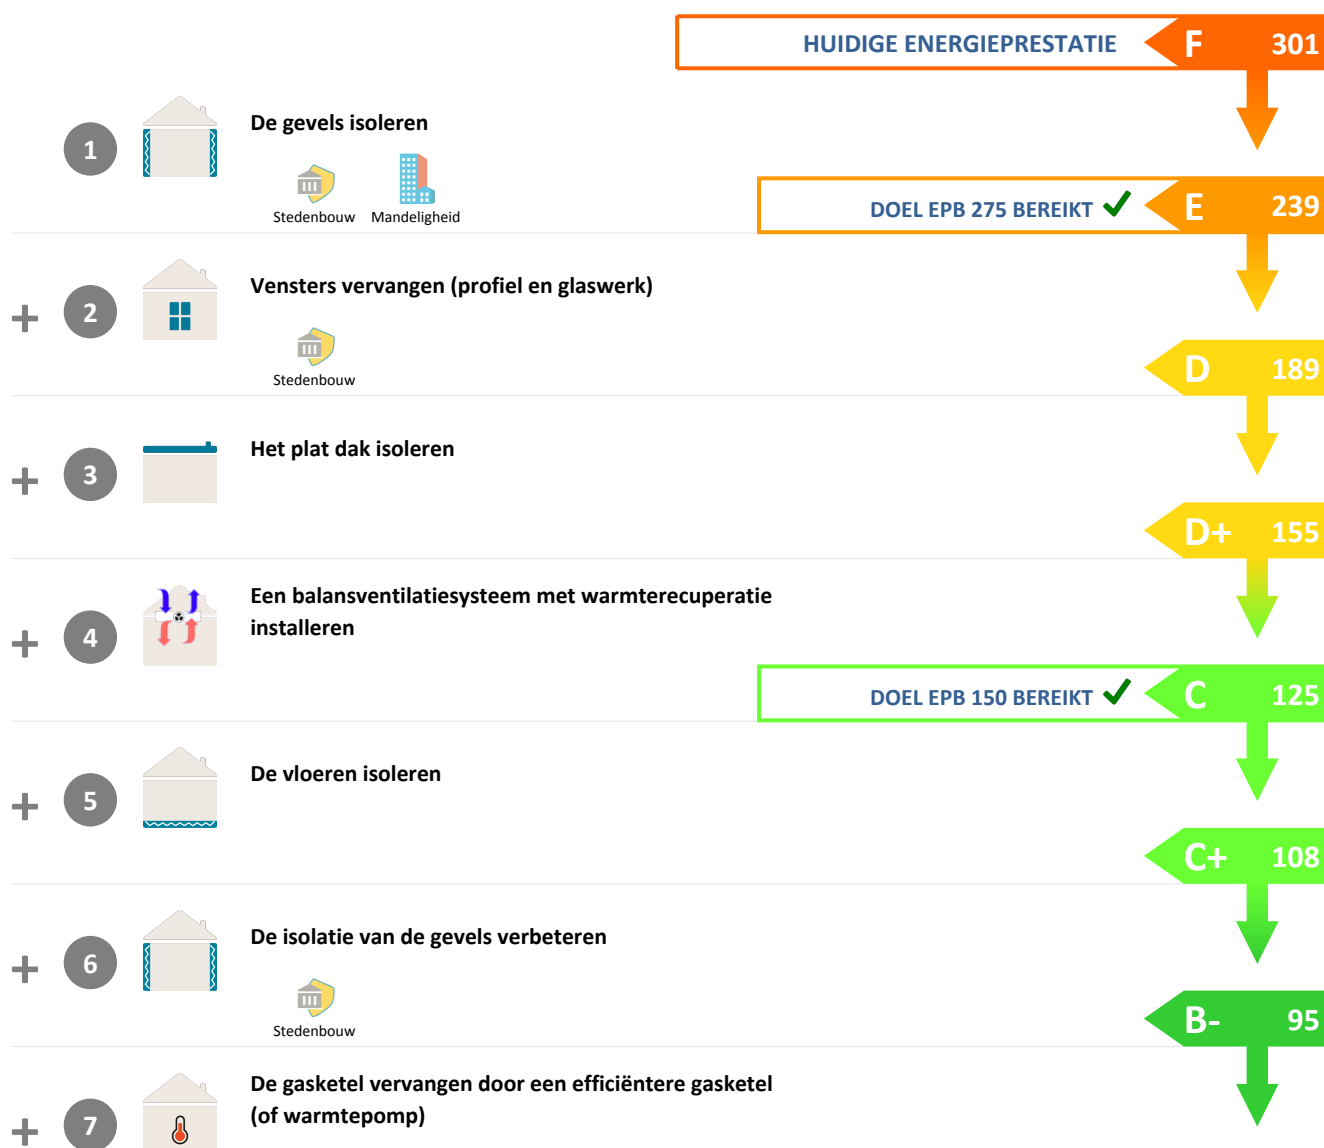 HUIDIGE ENERGIEPRESTATIE F 301
1 De gevels isoleren
Stedenbouw Mandeligheid
DOEL EPB 275 BEREIKT E 239
+ 2 Vensters vervangen (profiel en glaswerk)
Stedenbouw
D 189
+ 3 Het plat dak isoleren
D+ 155
+ 4 Een balansventilatiesysteem met warmterecuperatie
installeren
DOEL EPB 150 BEREIKT C 125
+ 5 De vloeren isoleren
C+ 108
+ 6 De isolatie van de gevels verbeteren
Stedenbouw
B- 95
+ 7 De gasketel vervangen door een efficiëntere gasketel
(of warmtepomp)